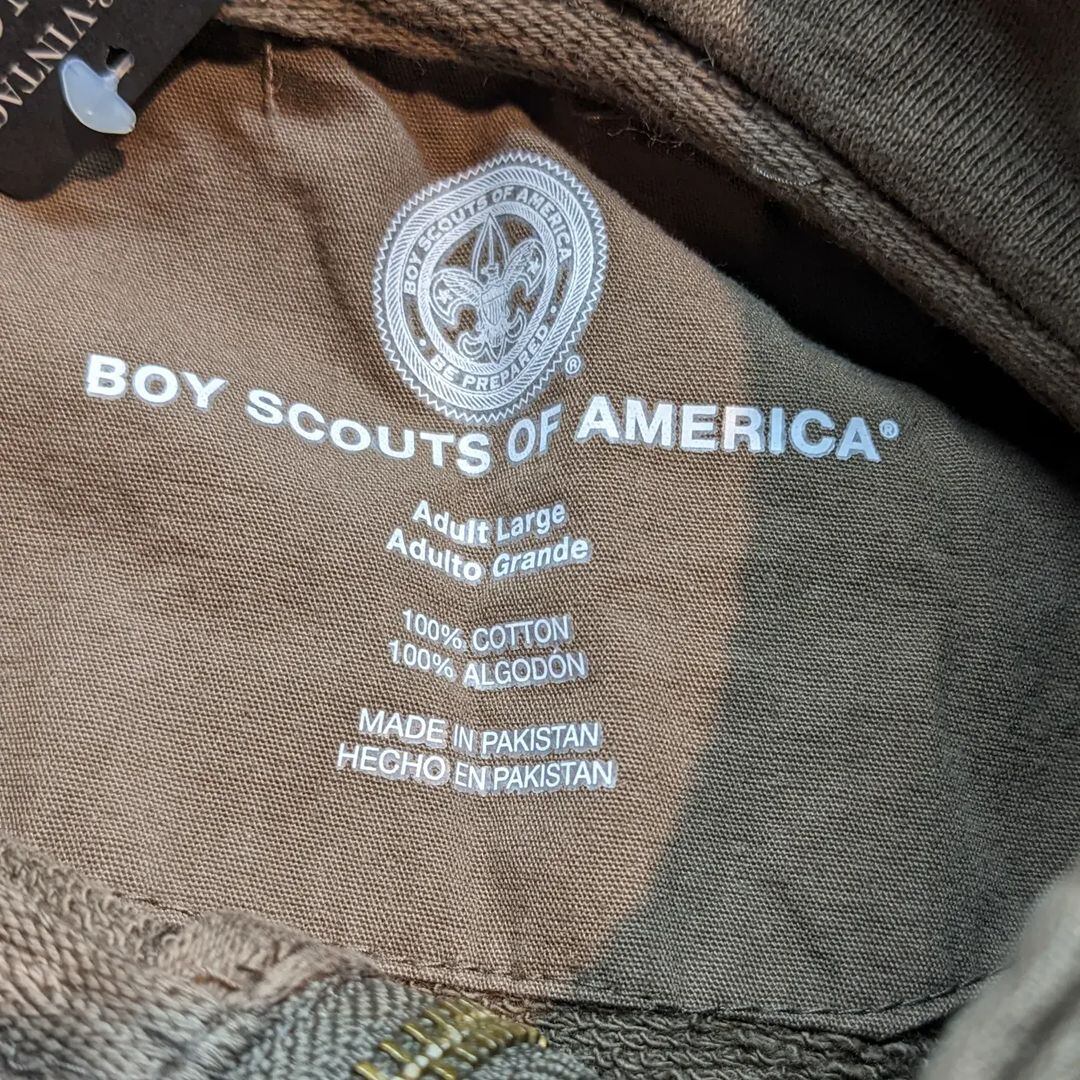 & VINTAG
BOY SCOUTS OF AMERICA
• BE PREPARED •
®
BOY SCOUTS OF AMERICA®
Adult Large
Adulto Grande
100% COTTON
100% ALGODÓN
MADE IN PAKISTAN
HECHO EN PAKISTAN